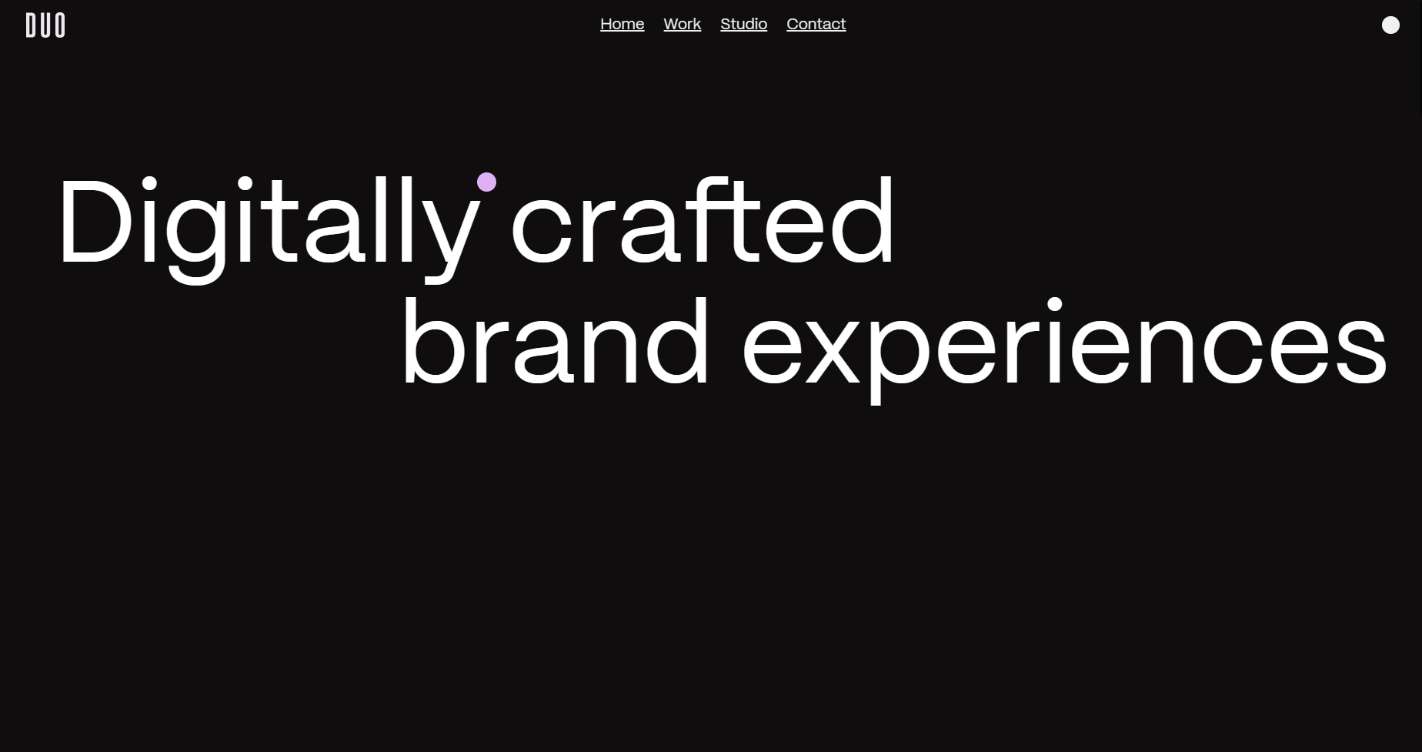 DUO
Home Work Studio Contact
Digitally crafted
brand experiences